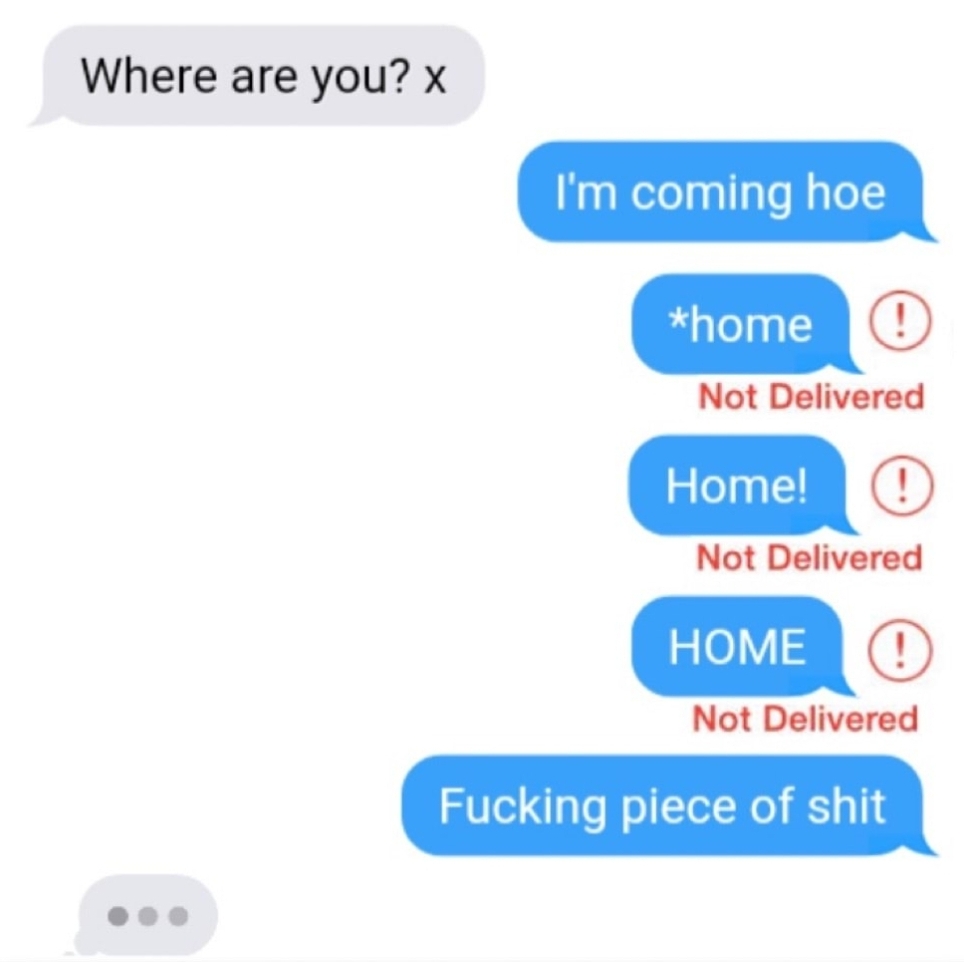 Where are you? x
I'm coming hoe
*home
Not Delivered
Home!
Not Delivered
HOME
Not Delivered
Fucking piece of shit